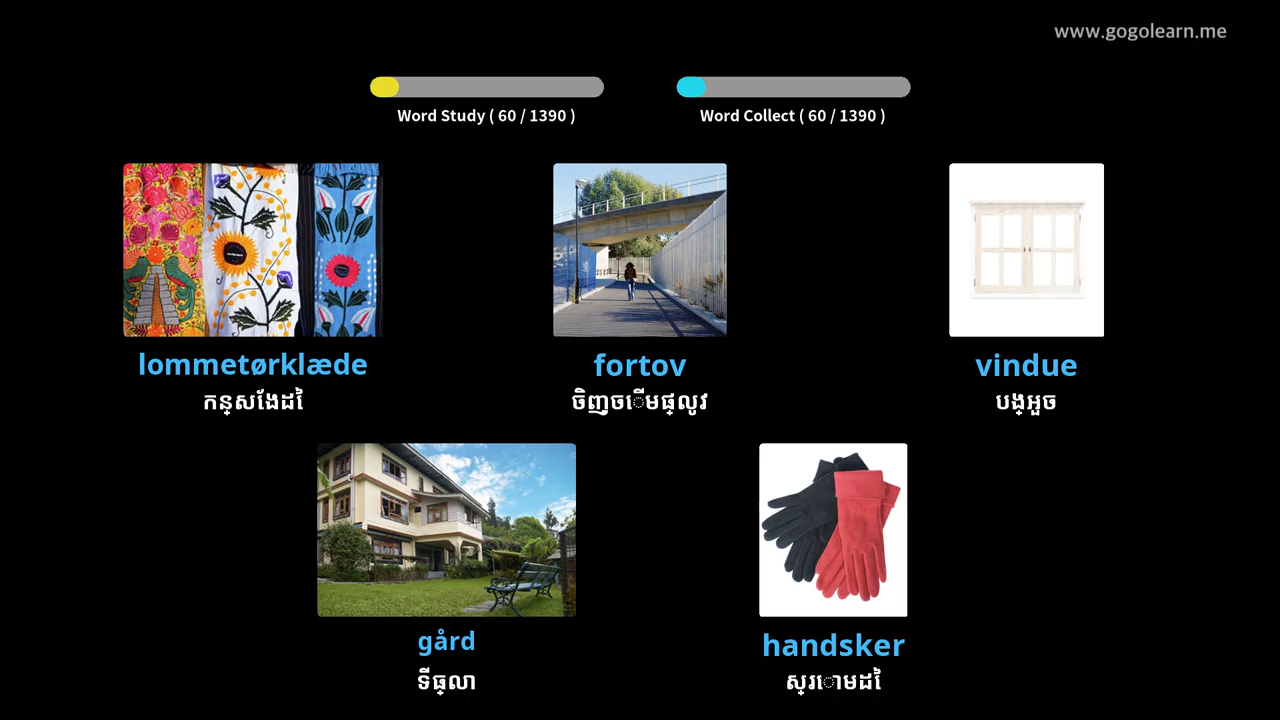 www.gogolearn.me
Word Study ( 60 / 1390 )
Word Collect ( 60 / 1390 )
lommetørklæde
កន្សែងដៃ
fortov
ចិញ្ចើមផ្លូវ
vindue
បង្អួច
gård
ទីធ្លា
handsker
ស្រោមដៃ